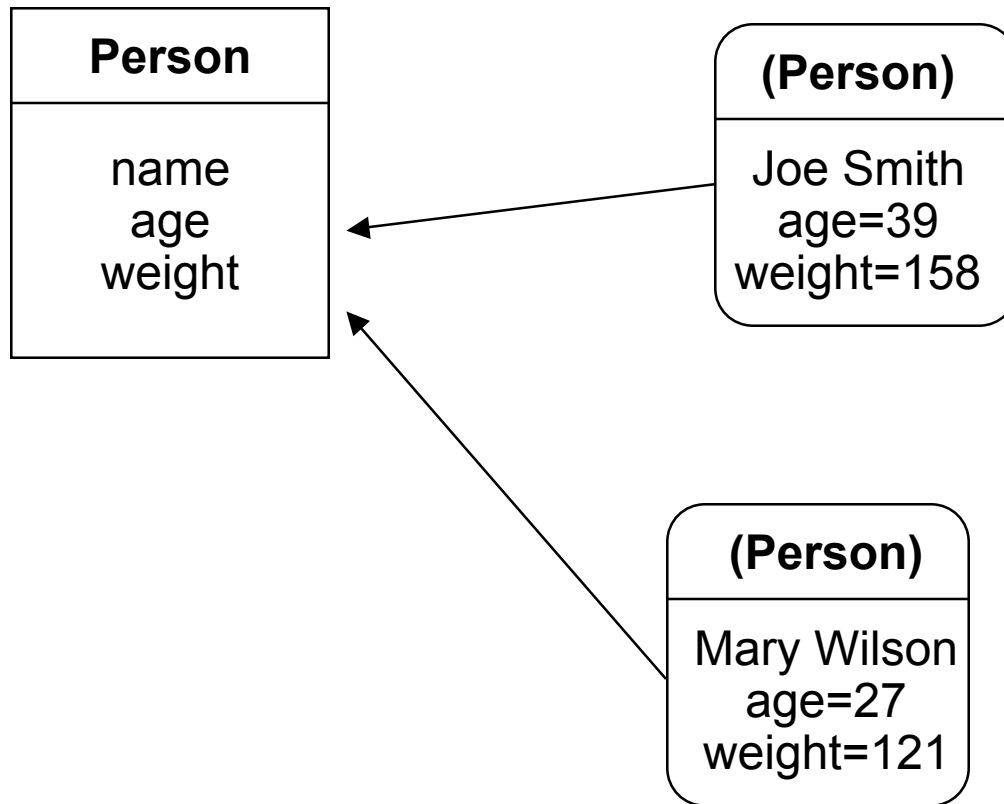 Person
name
age
weight
(Person)
Joe Smith
age=39
weight=158
(Person)
Mary Wilson
age=27
weight=121